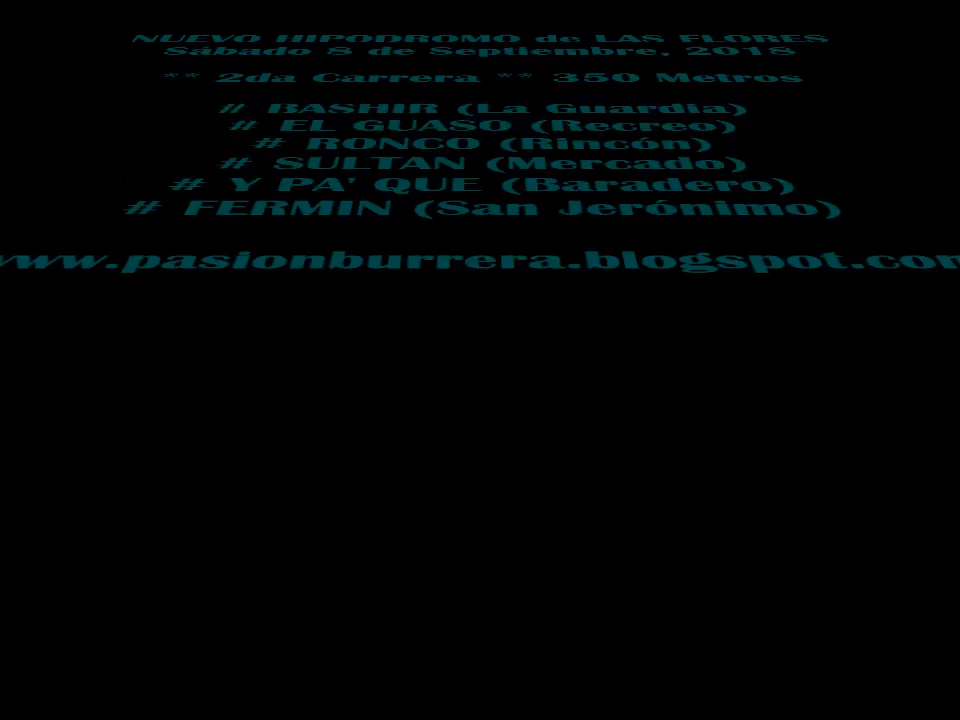 NUEVO HIPODROMO de LAS FLORES
Sábado 8 de Septiembre, 2018
** 2da Carrera ** 350 Metros
# BASHIR (La Guardia)
# EL GUASO (Recreo)
# RONCO (Rincón)
# SULTAN (Mercado)
# Y PA' QUE (Baradero)
# FERMIN (San Jerónimo)
www.pasionburrera.blogspot.com